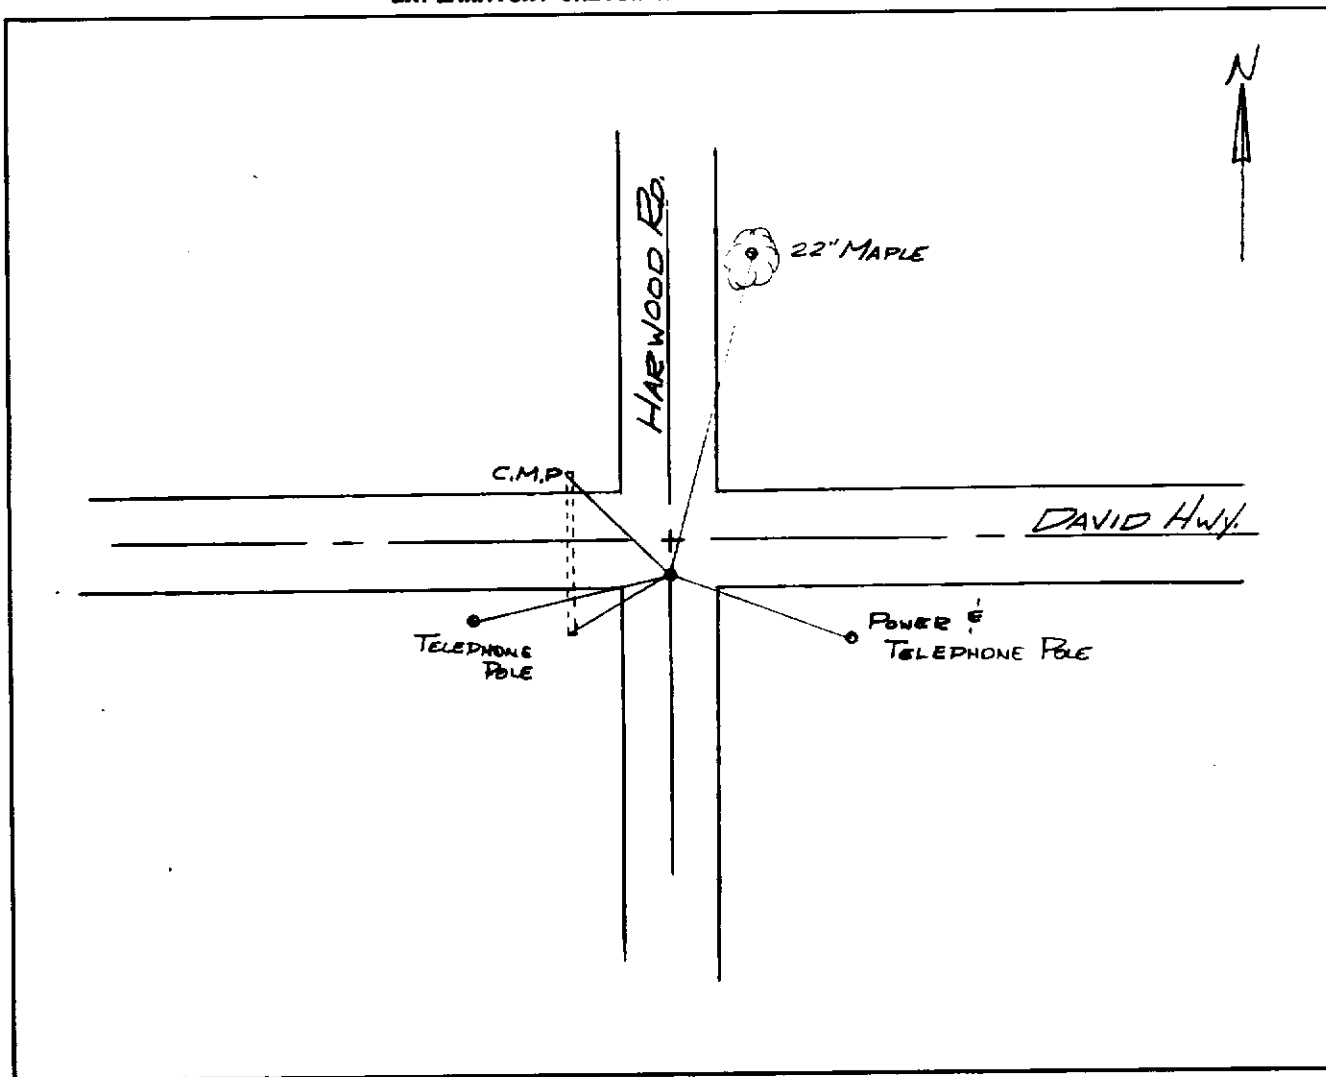 N
HARWOOD RD.
22" MAPLE
C.M.P.
DAVID HWY.
TELEPHONE
POLE
POWER &
TELEPHONE POLE